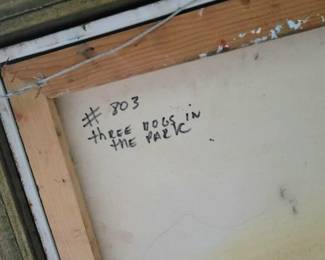 # 803
thREE DOGS IN
thE PARK